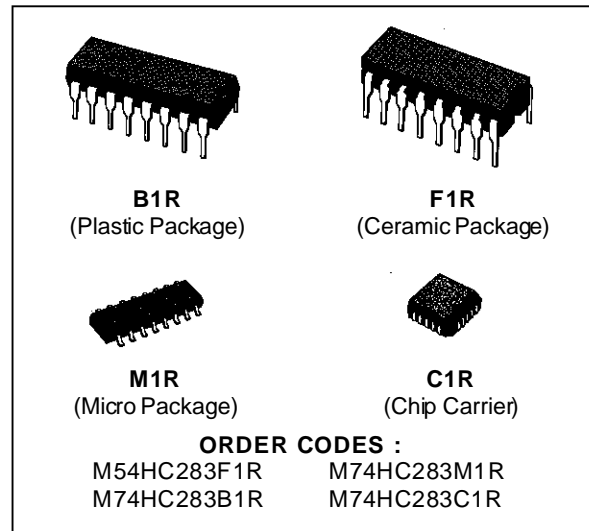 B1R
(Plastic Package)
F1R
(Ceramic Package)
M1R
(Micro Package)
C1R
(Chip Carrier)
ORDER CODES :
M54HC283F1R M74HC283M1R
M74HC283B1R M74HC283C1R